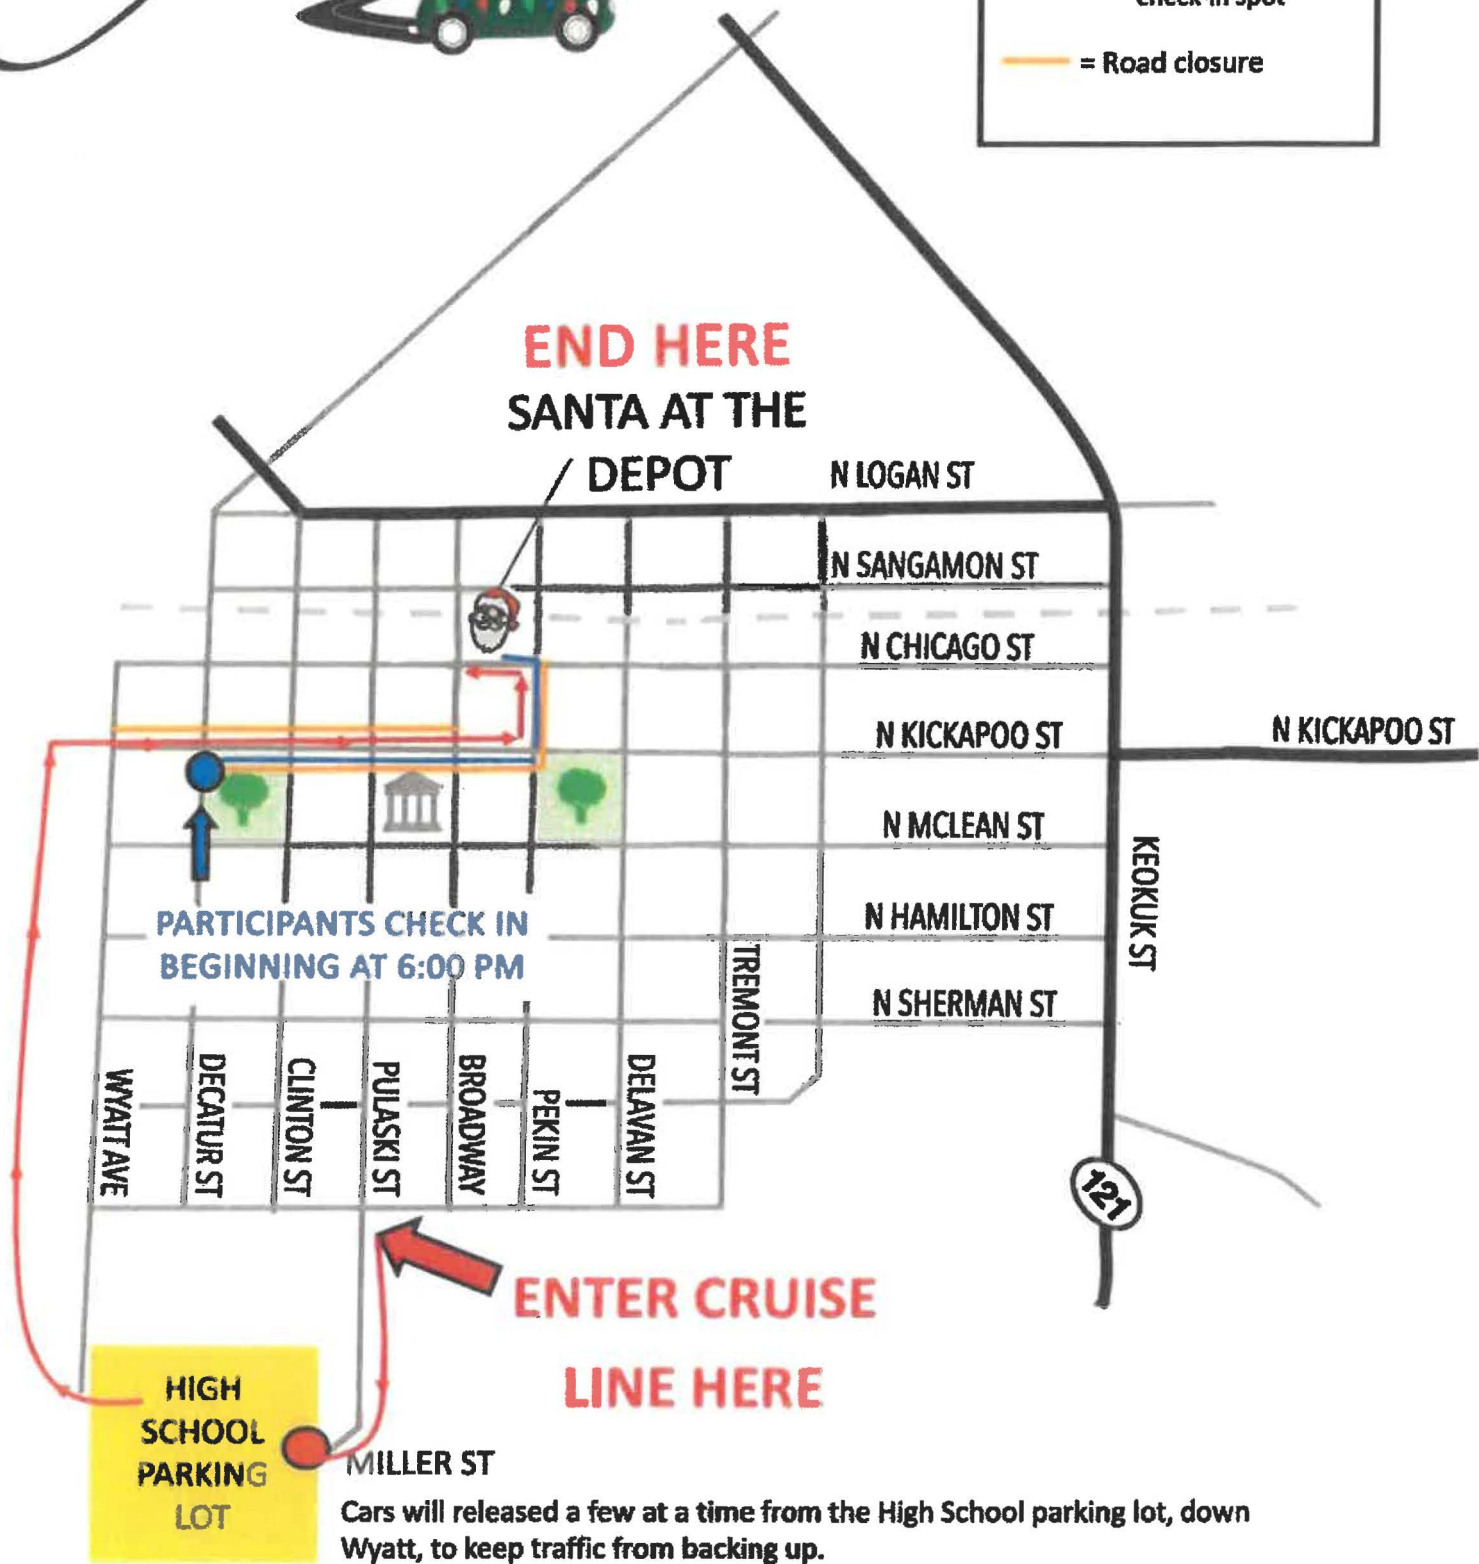 check-in spot
= Road closure
END HERE
SANTA AT THE
DEPOT
N LOGAN ST
N SANGAMON ST
N CHICAGO ST
N KICKAPOO ST
N KICKAPOO ST
N MCLEAN ST
KEOKUK ST
N HAMILTON ST
PARTICIPANTS CHECK IN
BEGINNING AT 6:00 PM
TREMONT ST
N SHERMAN ST
WYATT AVE
DECATUR ST
CLINTON ST
PULASKI ST
BROADWAY
PEKIN ST
DELAVAN ST
121
ENTER CRUISE
LINE HERE
HIGH
SCHOOL
PARKING
LOT
MILLER ST
Cars will released a few at a time from the High School parking lot, down
Wyatt, to keep traffic from backing up.